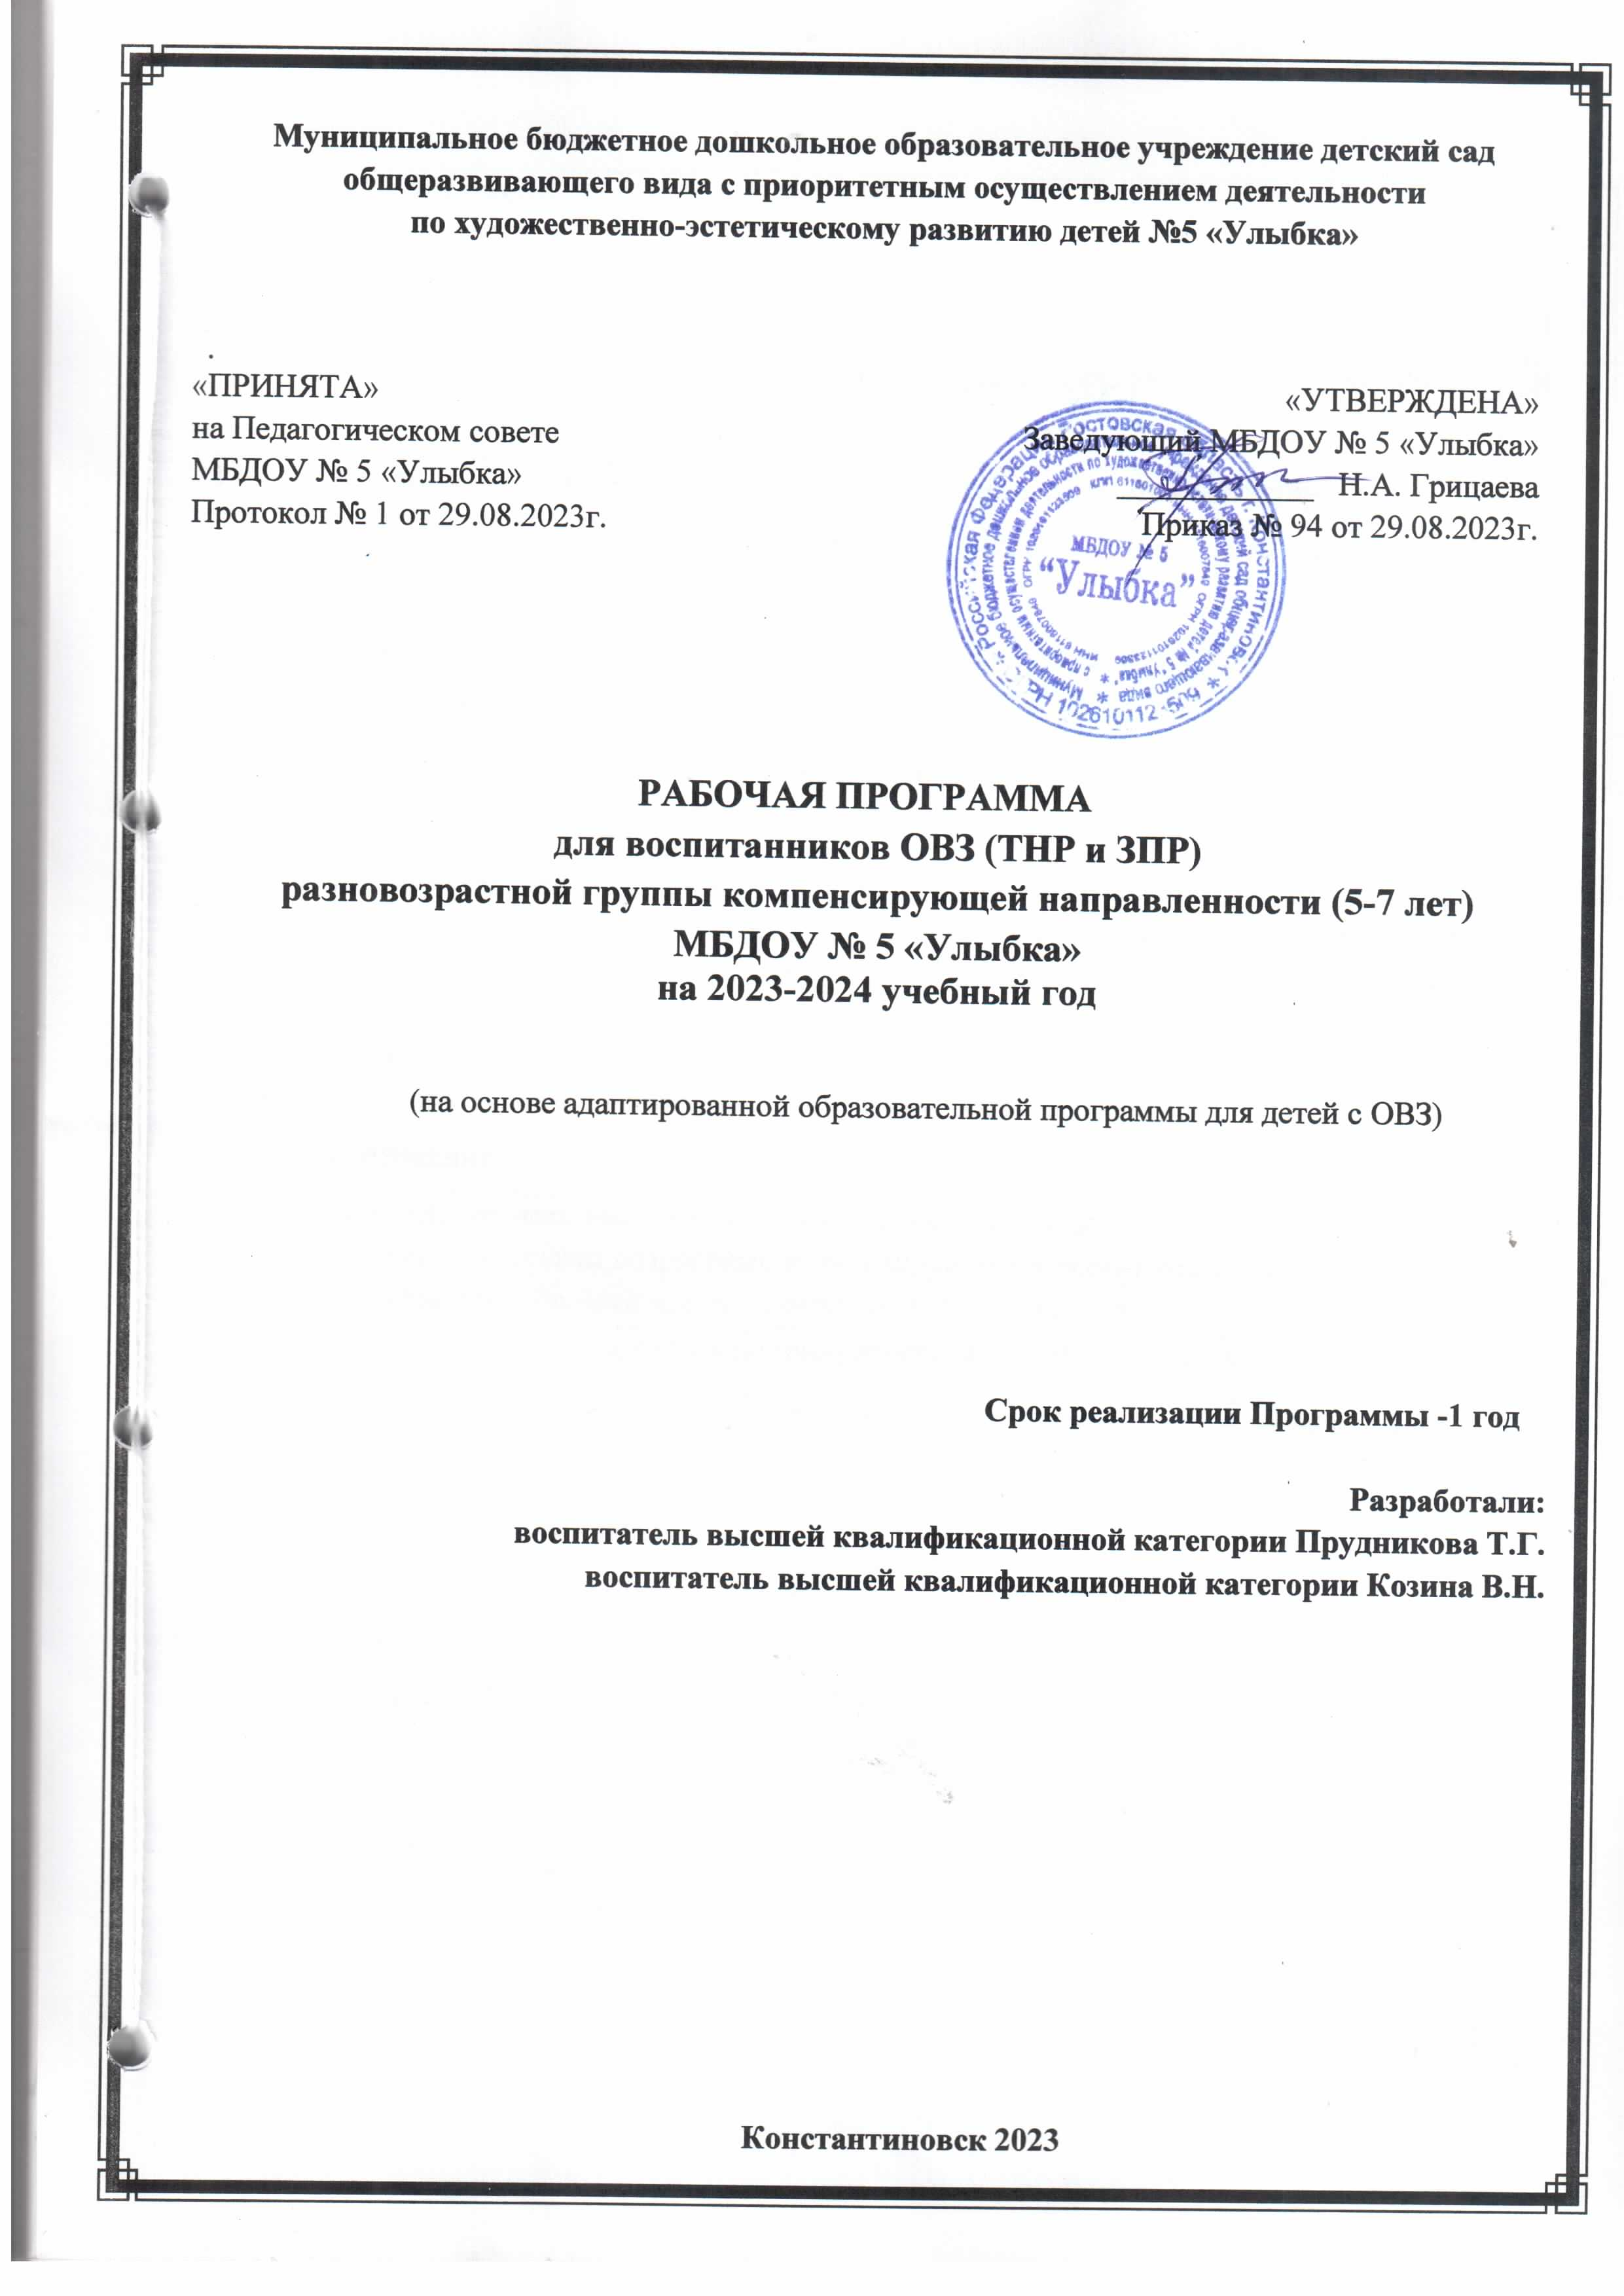 Муниципальное бюджетное дошкольное образовательное учреждение детский сад
общеразвивающего вида с приоритетным осуществлением деятельности
по художественно-эстетическому развитию детей №5 «Улыбка»
«ПРИНЯТА»
на Педагогическом совете
МБДОУ № 5 «Улыбка»
Протокол № 1 от 29.08.2023г.
«УТВЕРЖДЕНА»
Заведующий МБДОУ № 5 «Улыбка»
Н.А. Грицаева
Приказ № 94 от 29.08.2023г.
МБДОУ № 5
“Улыбка”
РАБОЧАЯ ПРОГРАММА
для воспитанников ОВЗ (ТНР и ЗПР)
разновозрастной группы компенсирующей направленности (5-7 лет)
МБДОУ № 5 «Улыбка»
на 2023-2024 учебный год
(на основе адаптированной образовательной программы для детей с ОВЗ)
Срок реализации Программы -1 год
Разработали:
воспитатель высшей квалификационной категории Прудникова Т.Г.
воспитатель высшей квалификационной категории Козина В.Н.
Константиновск 2023